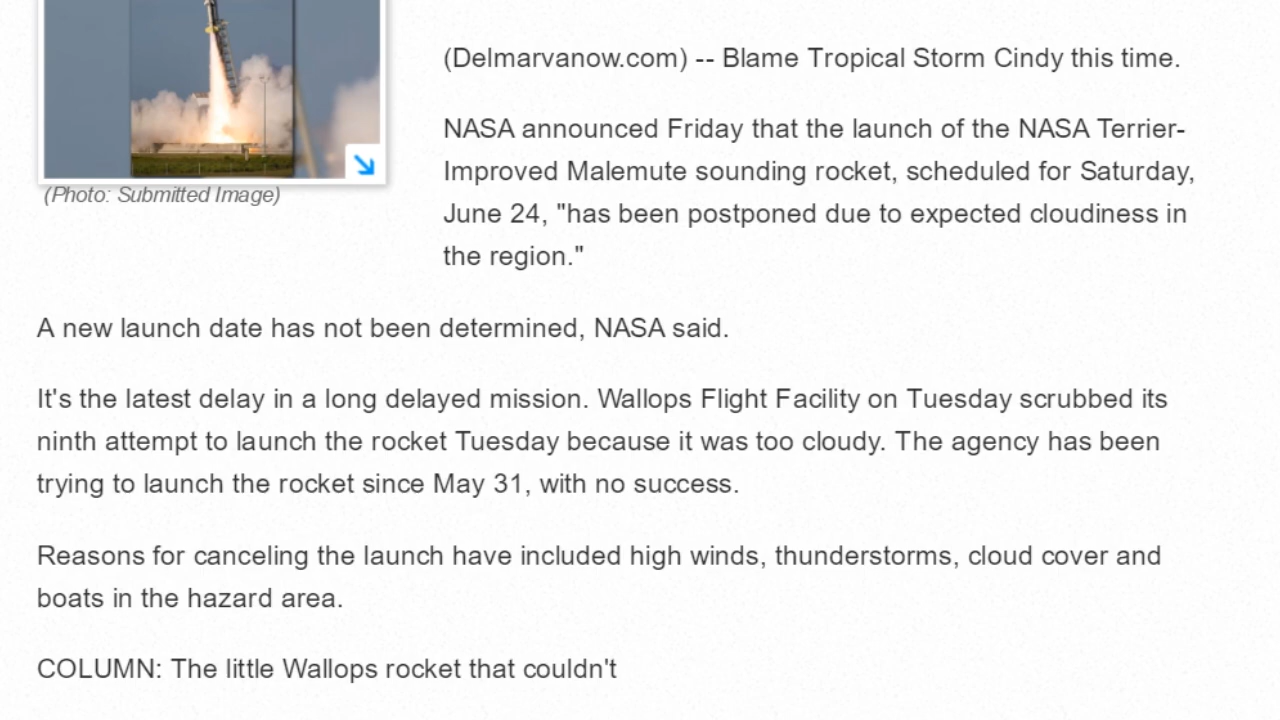 (Delmarvanow.com) -- Blame Tropical Storm Cindy this time.
NASA announced Friday that the launch of the NASA Terrier-
Improved Malemute sounding rocket, scheduled for Saturday,
June 24, "has been postponed due to expected cloudiness in
the region."
(Photo: Submitted Image)
A new launch date has not been determined, NASA said.
It's the latest delay in a long delayed mission. Wallops Flight Facility on Tuesday scrubbed its
ninth attempt to launch the rocket Tuesday because it was too cloudy. The agency has been
trying to launch the rocket since May 31, with no success.
Reasons for canceling the launch have included high winds, thunderstorms, cloud cover and
boats in the hazard area.
COLUMN: The little Wallops rocket that couldn't